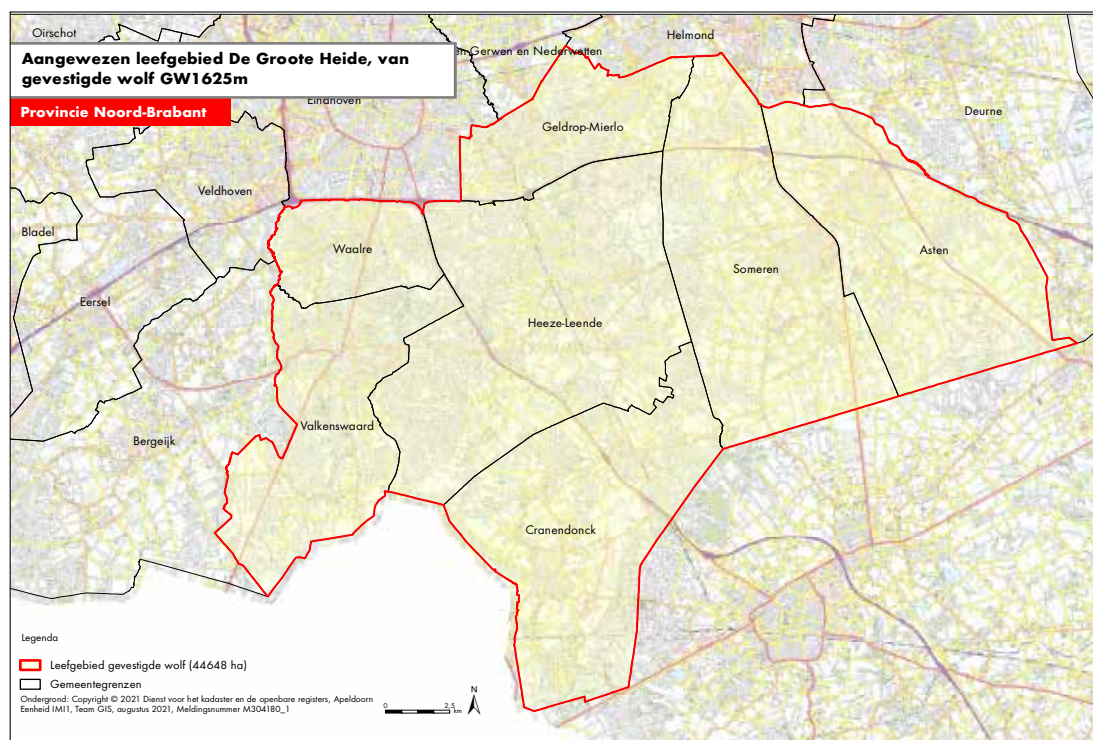 Oirschot
Helmond
en Gerwen en Nederwetten
Aangewezen leefgebied De Groote Heide, van
gevestigde wolf GW1625m
Provincie Noord-Brabant
Eindhoven
Deurne
Geldrop-Mierlo
Veldhoven
Bladel
Waalre
Asten
Someren
Eersel
Heeze-Leende
Valkenswaard
Bergeijk
Cranendonck
Legenda
Leefgebied gevestigde wolf (44648 ha)
Gemeentegrenzen
Ondergrond: Copyright © 2021 Dienst voor het kadaster en de openbare registers, Apeldoorn
Eenheid IMI1, Team GIS, augustus 2021, Meldingsnummer M304180_1
0 2,5
km
N